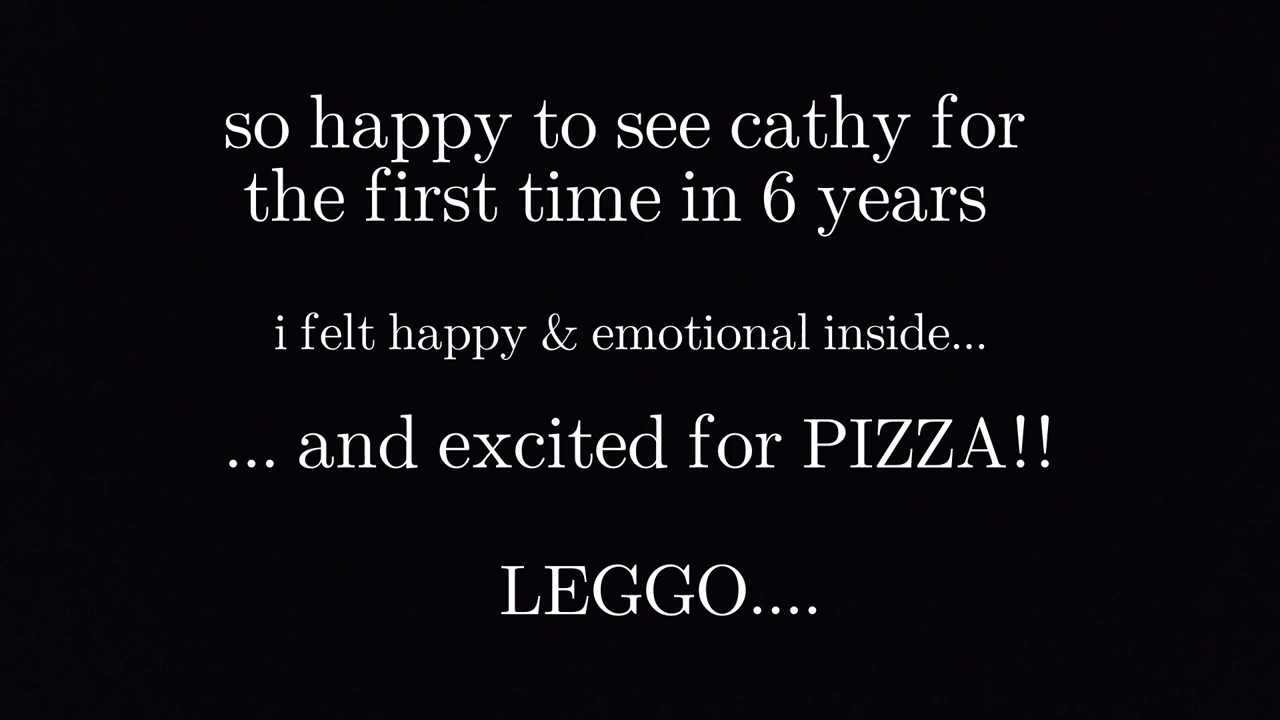 so happy to see cathy for
the first time in 6 years
i felt happy & emotional inside...
... and excited for PIZZA!!
LEGGO....